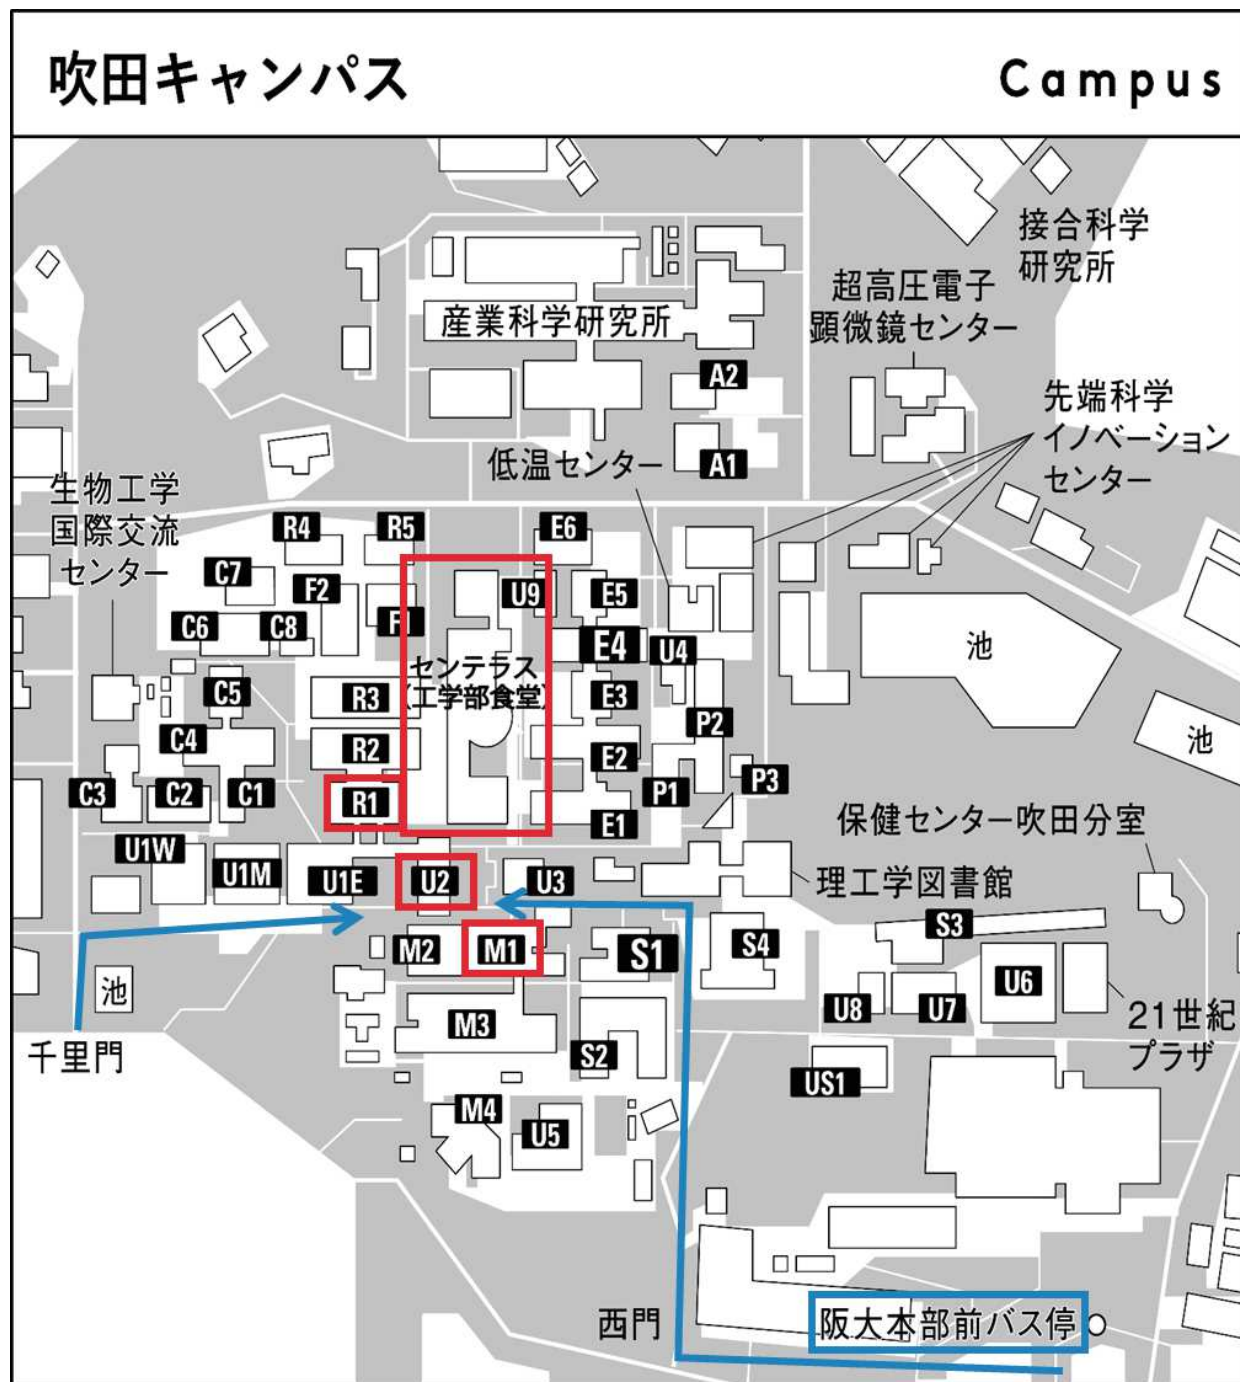 吹田キャンパス
Campus
接合科学
研究所
超高圧電子
顕微鏡センター
産業科学研究所
A2
先端科学
イノベーション
センター
低温センター
A1
生物工学
国際交流
センター
R4
R5
E6
C7
F2
U9
E5
C6
C8
F1
E4
U4
池
センテラス
(工学部食堂)
C5
R3
E3
P2
C4
R2
E2
池
C3
C2
C1
R1
P1
P3
E1
保健センター吹田分室
U1W
U1M
U1E
U2
U3
理工学図書館
S3
M2
M1
S1
S4
池
U8
U7
U6
21世紀
プラザ
千里門
M3
S2
US1
M4
U5
西門
阪大本部前バス停